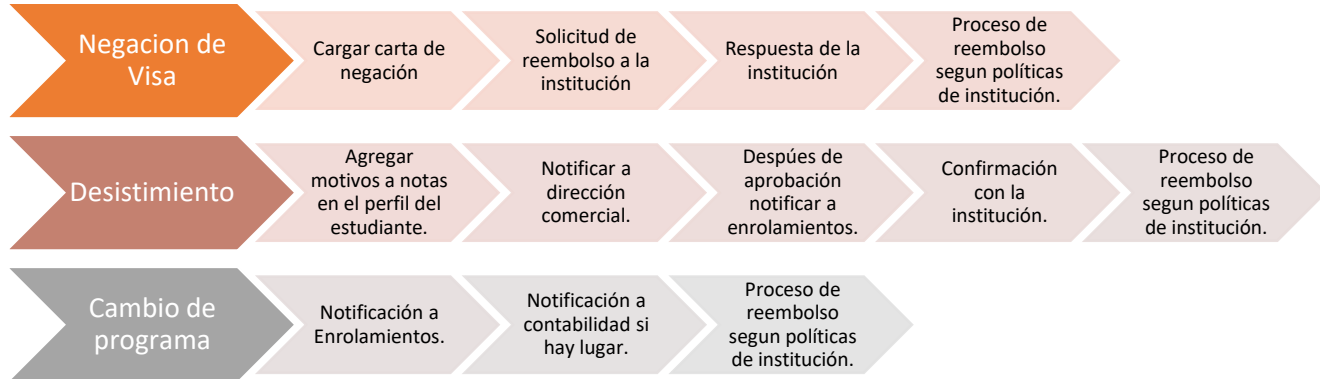 Negacion de
Visa
Cargar carta de
negación
Solicitud de
reembolso a la
institución
Respuesta de la
institución
Proceso de
reembolso
segun políticas
de institución.
Desistimiento
Agregar
motivos a notas
en el perfil del
estudiante.
Notificar a
dirección
comercial.
Despúes de
aprobación
notificar a
enrolamientos.
Confirmación
con la
institución.
Proceso de
reembolso
segun políticas
de institución.
Cambio de
programa
Notificación a
Enrolamientos.
Notificación a
contabilidad si
hay lugar.
Proceso de
reembolso
segun políticas
de institución.